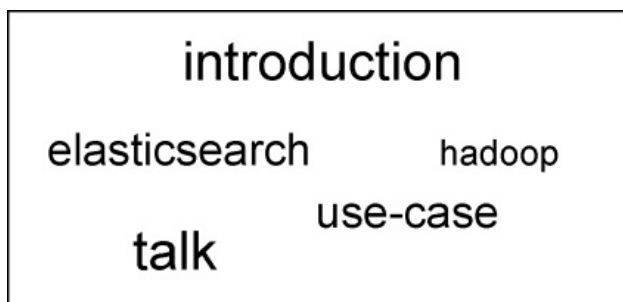 introduction
elasticsearch hadoop
use-case
talk